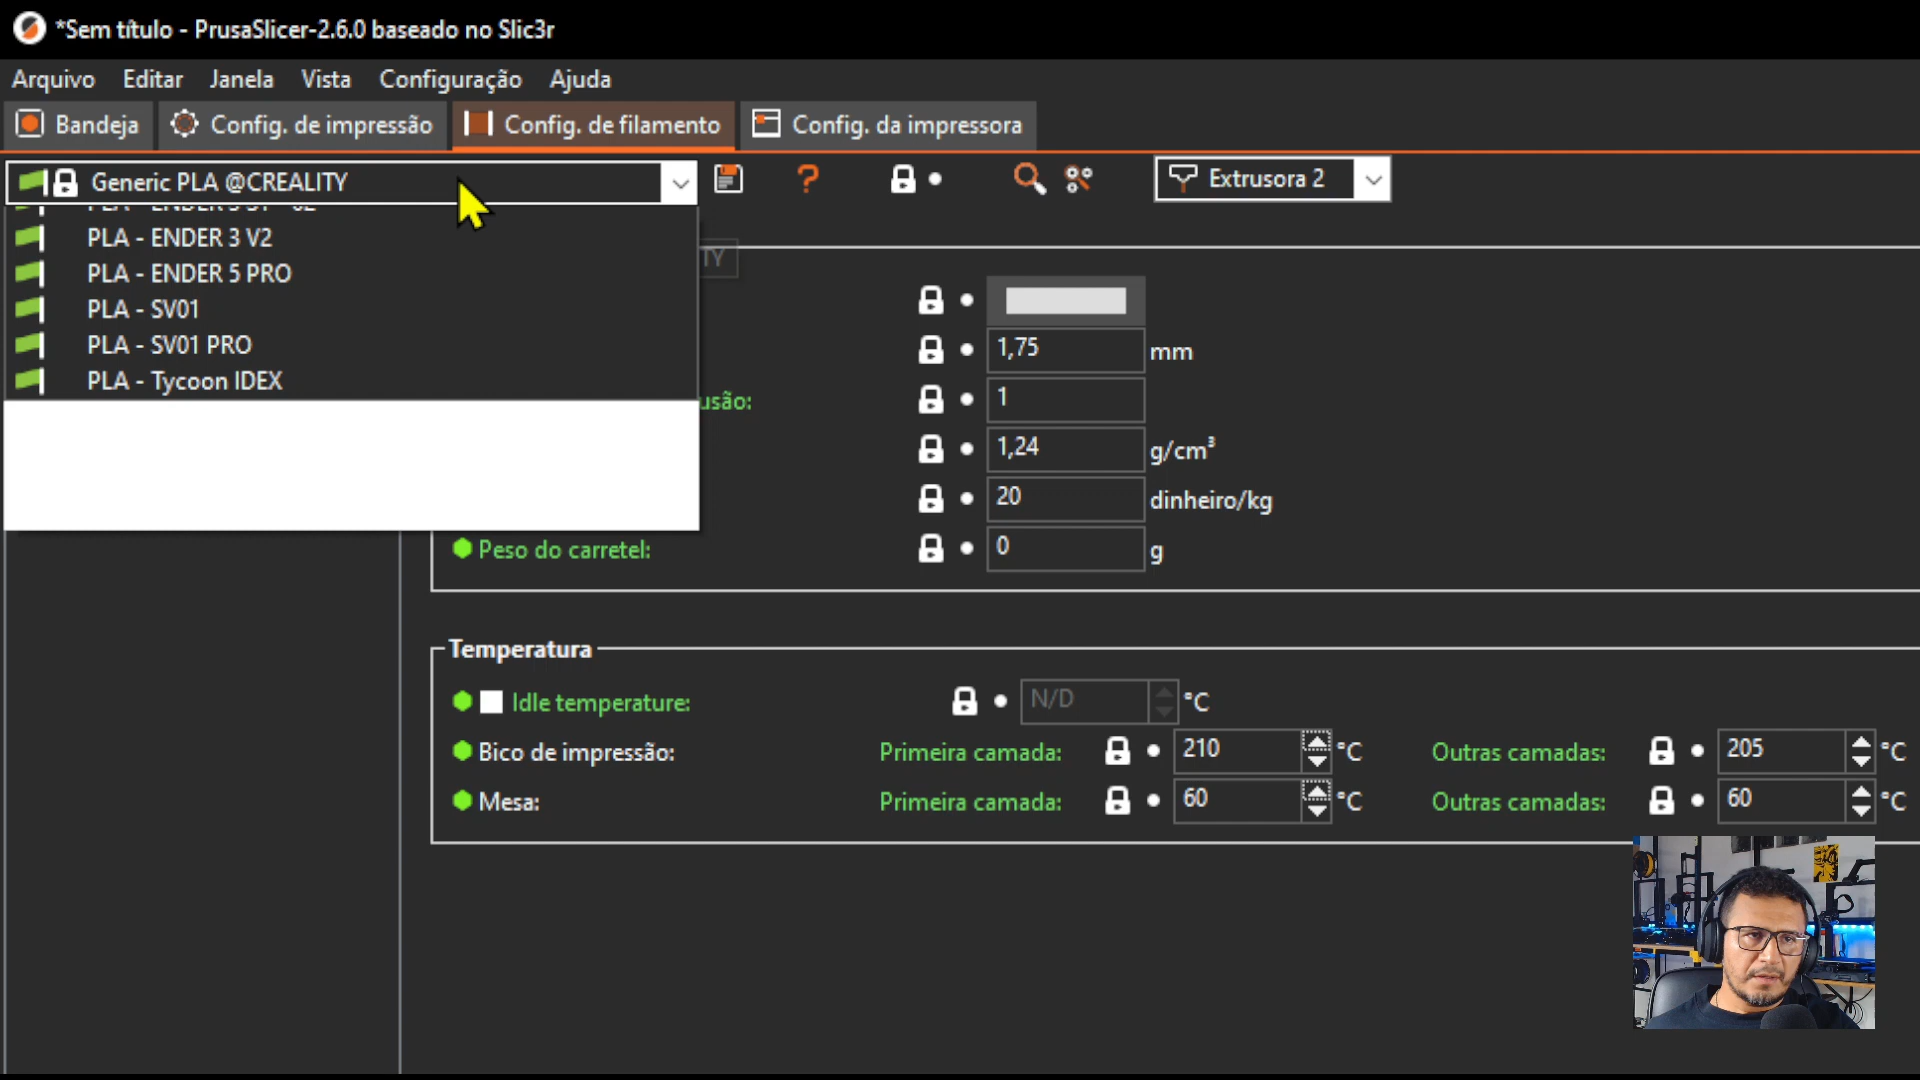 *Sem título - PrusaSlicer-2.6.0 baseado no Slic3r
Arquivo Editar Janela Vista Configuração Ajuda
Bandeja Config. de impressão Config. de filamento Config. da impressora
Generic PLA @CREALITY ? Extrusora 2
PLA - ENDER 3 V2
TY
PLA - ENDER 5 PRO
PLA - SV01
PLA - SV01 PRO
PLA - Tycoon IDEX
1,75 mm
usão: 1
1,24 g/cm³
20 dinheiro/kg
Peso do carretel: 0 g
Temperatura
Idle temperature: N/D °C
Bico de impressão: Primeira camada: 210 °C Outras camadas: 205 °C
Mesa: Primeira camada: 60 °C Outras camadas: 60 °C